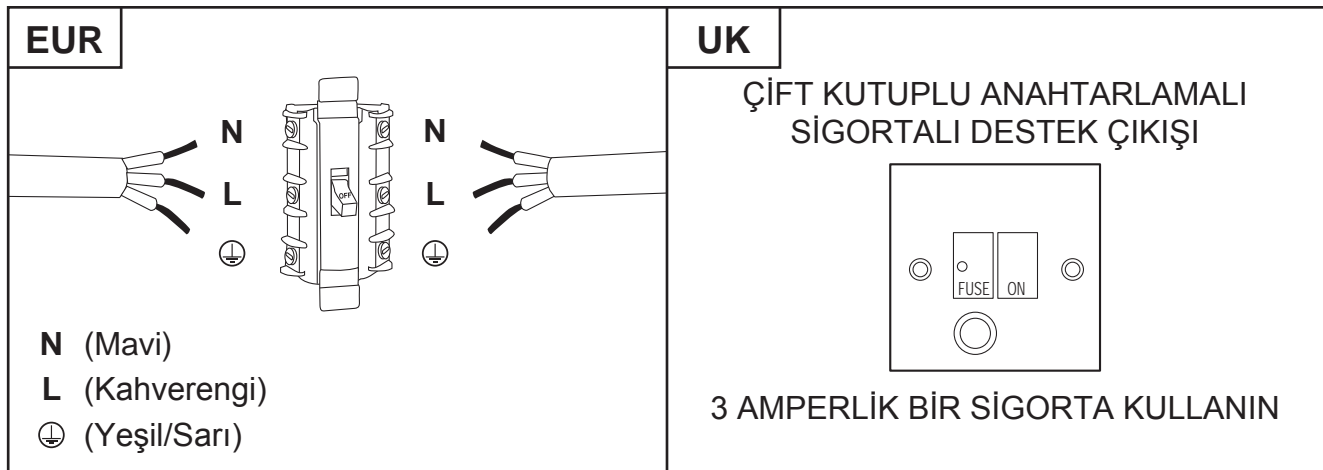 EUR
N
L
N
L
OFF
N (Mavi)
L (Kahverengi)
(Yeşil/Sarı)
UK
ÇİFT KUTUPLU ANAHTARLAMALI
SİGORTALI DESTEK ÇIKIŞI
FUSE
ON
3 AMPERLİK BİR SİGORTA KULLANIN